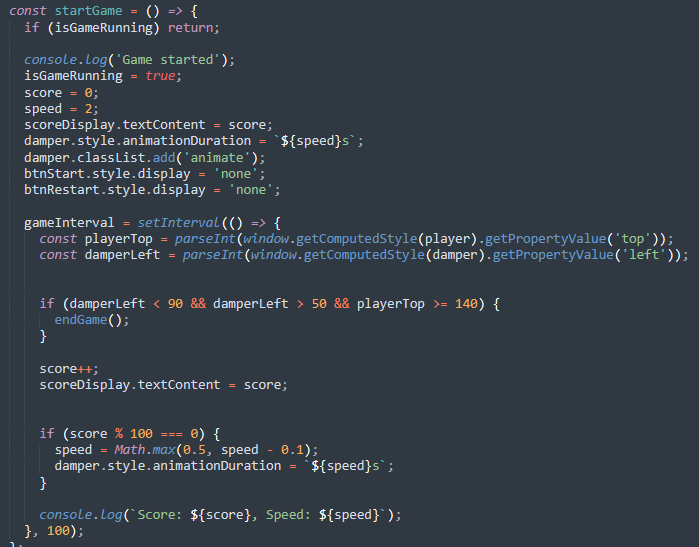 const startGame = () => {
if (isGameRunning) return;
console.log('Game started');
isGameRunning = true;
score = 0;
speed = 2;
scoreDisplay.textContent = score;
damper.style.animationDuration = `${speed}s`;
damper.classList.add('animate');
btnStart.style.display = 'none';
btnRestart.style.display = 'none';
gameInterval = setInterval(() => {
const playerTop = parseInt(window.getComputedStyle(player).getPropertyValue('top'));
const damperLeft = parseInt(window.getComputedStyle(damper).getPropertyValue('left'));
if (damperLeft < 90 && damperLeft > 50 && playerTop >= 140) {
endGame();
}
score++;
scoreDisplay.textContent = score;
if (score % 100 === 0) {
speed = Math.max(0.5, speed - 0.1);
damper.style.animationDuration = `${speed}s`;
}
console.log(`Score: ${score}, Speed: ${speed}`);
}, 100);
};